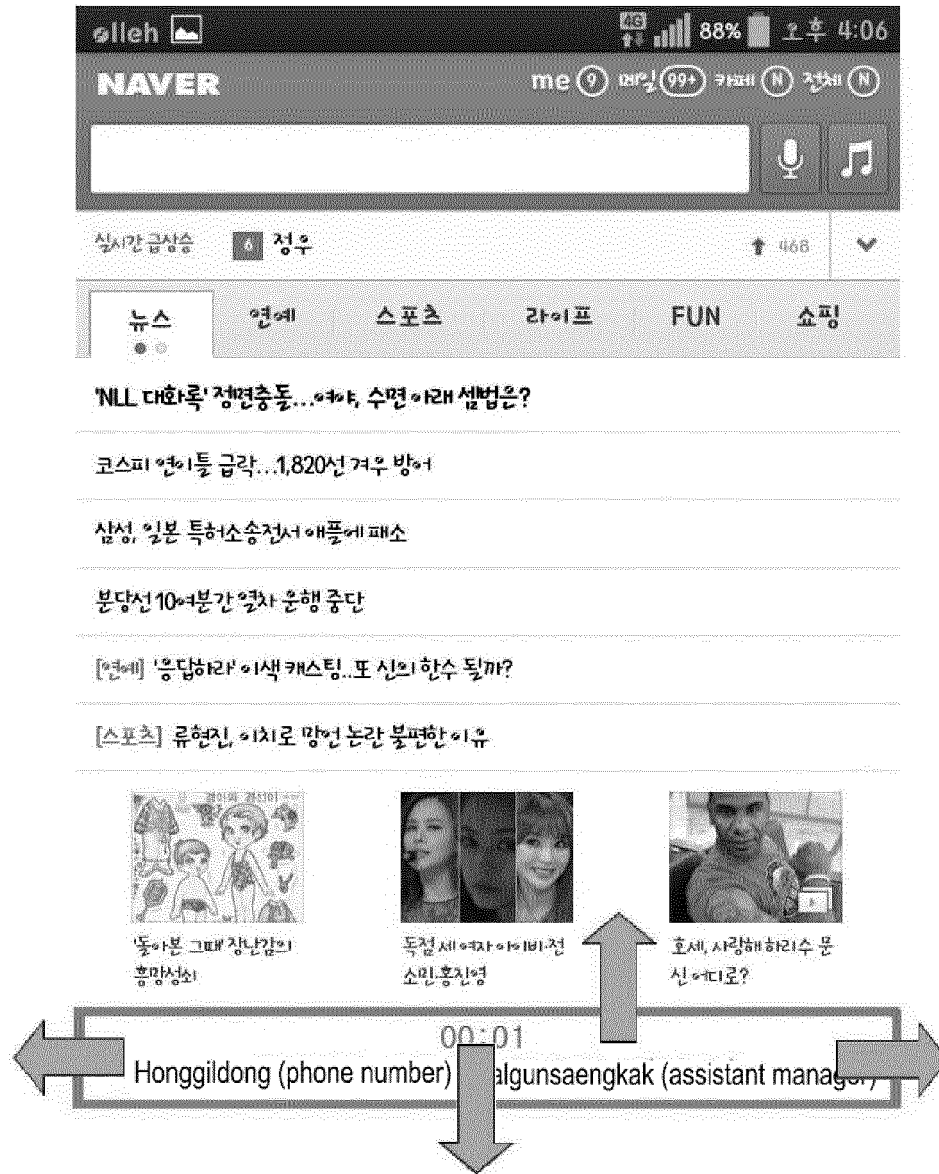 olleh 4G 88% 오후 4:06
NAVER me 9 메일 99+ 카페 N 전체 N
실시간 급상승 6 정우 468
뉴스 연예 스포츠 라이프 FUN 쇼핑
'NLL 대화록' 정면충돌...여야, 수면 아래 셈법은?
코스피 연이틀 급락...1,820선 겨우 방어
삼성, 일본 특허소송전서 애플에 패소
분당선 10여분간 열차 운행 중단
[연예] '응답하라' 이색 캐스팅..또 신의 한수 될까?
[스포츠] 류현진, 이치로 망언 논란 불편한 이유
'돌아본 그때' 장난감의
흥망성쇠
독점 세 여자 아이비·전
소민·홍진영
호세, 사랑해 하리수 문
신 어디로?
00:01
Honggildong (phone number) algunsaengkak (assistant manager)